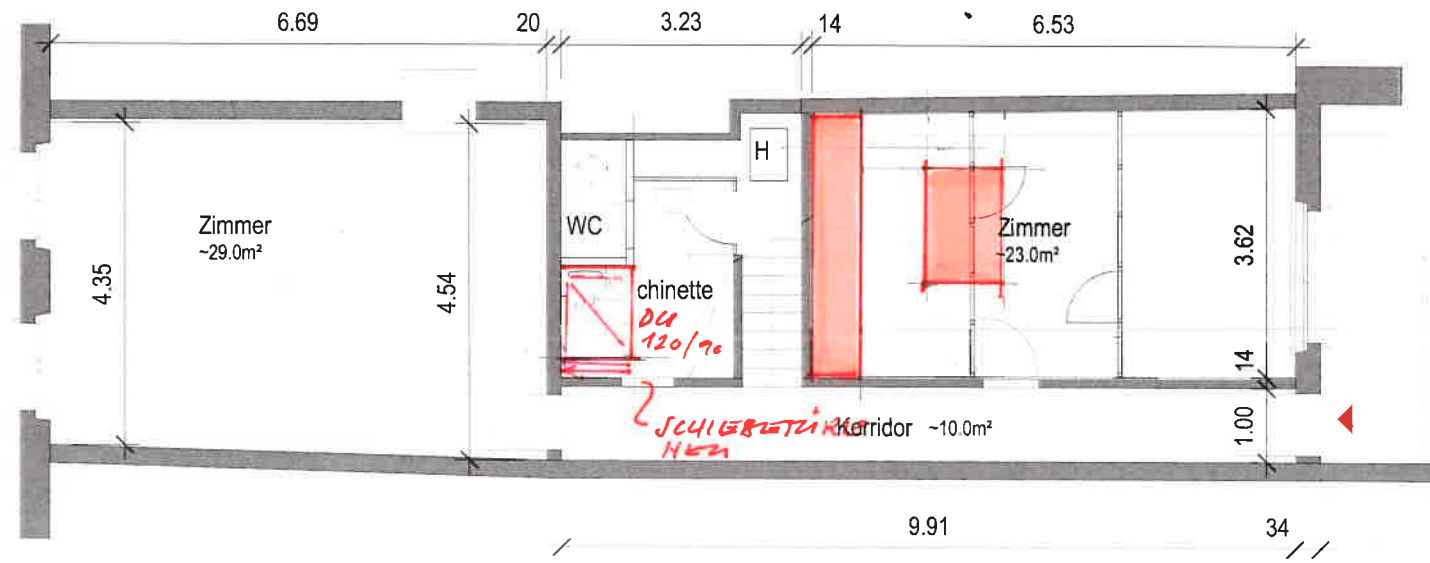 6.69
20
3.23
14
6.53
H
WC
Zimmer
~29.0m²
Zimmer
~23.0m²
4.35
4.54
3.62
chinette
DU
120/90
14
SCHIEBETÜRE
NEU
Korridor ~10.0m²
1.00
9.91
34